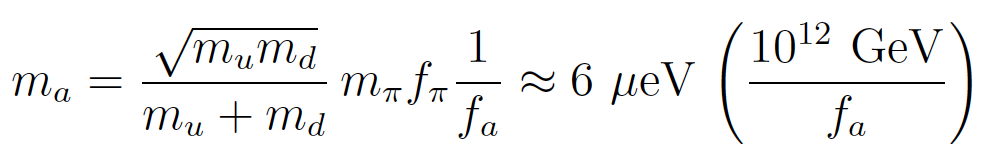 $m_a = \frac{\sqrt{m_u m_d}}{m_u + m_d} \, m_\pi f_\pi \frac{1}{f_a} \approx 6 \ \mu\text{eV} \ \left( \frac{10^{12} \ \text{GeV}}{f_a} \right)$